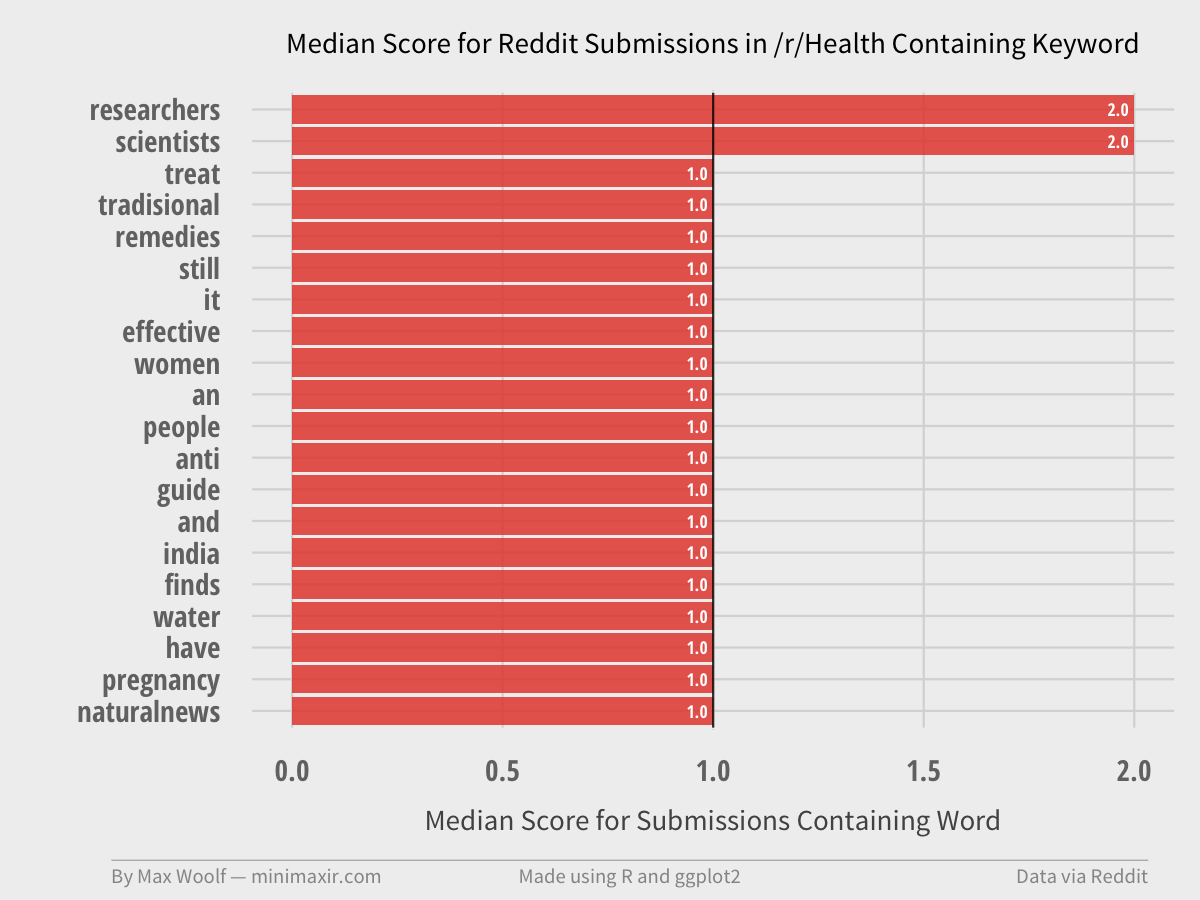 Median Score for Reddit Submissions in /r/Health Containing Keyword
researchers 2.0
scientists 2.0
treat 1.0
tradisional 1.0
remedies 1.0
still 1.0
it 1.0
effective 1.0
women 1.0
an 1.0
people 1.0
anti 1.0
guide 1.0
and 1.0
india 1.0
finds 1.0
water 1.0
have 1.0
pregnancy 1.0
naturalnews 1.0
0.0 0.5 1.0 1.5 2.0
Median Score for Submissions Containing Word
By Max Woolf — minimaxir.com Made using R and ggplot2 Data via Reddit